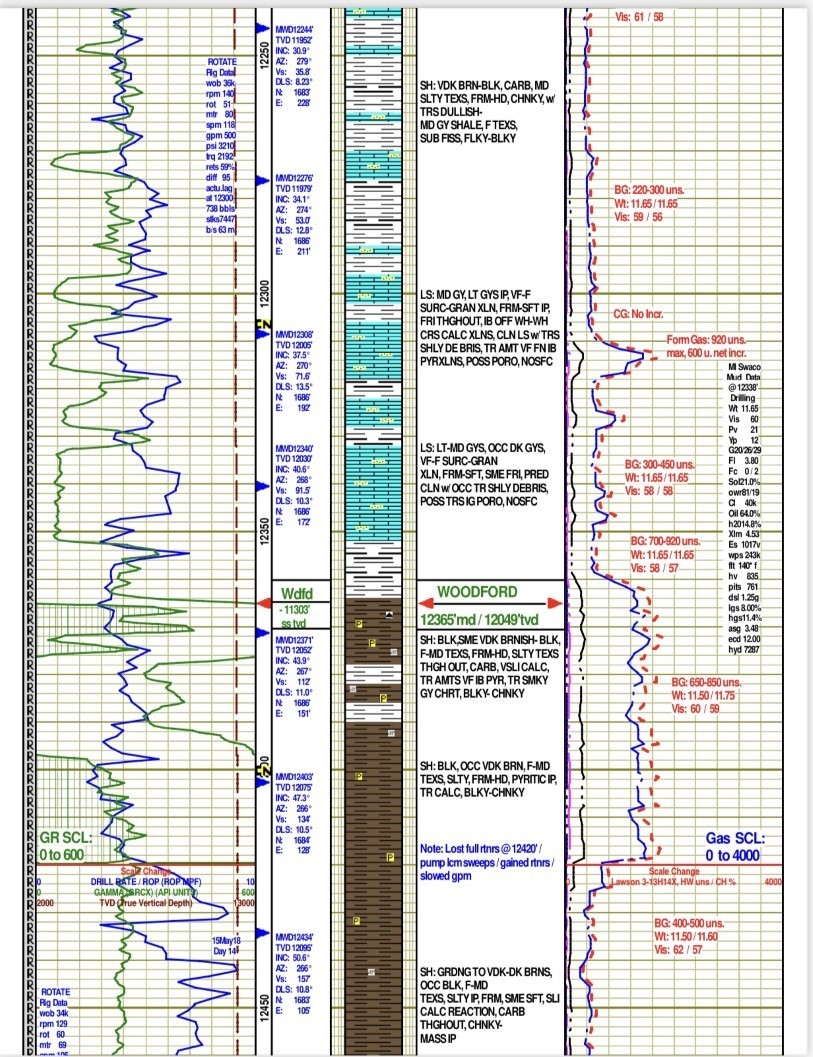 Vis: 61 / 58
MWD12244'
TVD 11952'
INC: 30.9°
AZ: 279°
Vs: 35.8'
DLS: 8.23°
N: 1683'
E: 228'
12250
ROTATE
Rig Data
wob 36k
rpm 140
rot 51
mtr 80
spm 118
gpm 500
psi 3210
trq 2192
rets 59%
diff 95
actu.lag
at 12300
738 bbls
stks7447
b/s 63 m
SH: VDK BRN-BLK, CARB, MD
SLTY TEXS, FRM-HD, CHNKY, w/
TRS DULLISH-
MD GY SHALE, F TEXS,
SUB FISS, FLKY-BLKY
MWD12276'
TVD 11979'
INC: 34.1°
AZ: 274°
Vs: 53.0'
DLS: 12.8°
N: 1686'
E: 211'
BG: 220-300 uns.
Wt: 11.65 / 11.65
Vis: 59 / 56
12300
LS: MD GY, LT GYS IP, VF-F
SURC-GRAN XLN, FRM-SFT IP,
FRI THGHOUT, IB OFF WH-WH
CRS CALC XLNS, CLN LS w/ TRS
SHLY DE BRIS, TR AMT VF FN IB
PYRXLNS, POSS PORO, NOSFC
CG: No Incr.
Form Gas: 920 uns.
max, 600 u. net incr.
MWD12308'
TVD 12005'
INC: 37.5°
AZ: 270°
Vs: 71.6'
DLS: 13.5°
N: 1686'
E: 192'
MI Swaco
Mud Data
@12338'
Drilling
Wt 11.65
Vis 60
Pv 21
Yp 12
G20/26/29
Fl 3.80
Fc 0 / 2
Sol21.0%
owr81/19
Cl 40k
Oil 64.0%
h2014.8%
Xlm 4.53
Es 1017v
wps 243k
flt 140° f
hv 835
pits 761
dsl 1.25g
lgs 8.00%
hgs11.4%
asg 3.48
ecd 12.00
hyd 7287
MWD12340'
TVD 12030'
INC: 40.6°
AZ: 268°
Vs: 91.5'
DLS: 10.3°
N: 1686'
E: 172'
LS: LT-MD GYS, OCC DK GYS,
VF-F SURC-GRAN
XLN, FRM-SFT, SME FRI, PRED
CLN w/ OCC TR SHLY DEBRIS,
POSS TRS IG PORO, NOSFC
BG: 300-450 uns.
Wt: 11.65 / 11.65
Vis: 58 / 58
12350
BG: 700-920 uns.
Wt: 11.65 / 11.65
Vis: 58 / 57
Wdfd
- 11303'
ss tvd
WOODFORD
12365'md / 12049'tvd
MWD12371'
TVD 12052'
INC: 43.9°
AZ: 267°
Vs: 112'
DLS: 11.0°
N: 1686'
E: 151'
SH: BLK,SME VDK BRNISH- BLK,
F-MD TEXS, FRM-HD, SLTY TEXS
THGH OUT, CARB, VSLI CALC,
TR AMTS VF IB PYR, TR SMKY
GY CHRT, BLKY- CHNKY
BG: 650-850 uns.
Wt: 11.50 / 11.75
Vis: 60 / 59
MWD12403'
TVD 12075'
INC: 47.3°
AZ: 266°
Vs: 134'
DLS: 10.5°
N: 1684'
E: 128'
SH: BLK, OCC VDK BRN, F-MD
TEXS, SLTY, FRM-HD, PYRITIC IP,
TR CALC, BLKY-CHNKY
GR SCL:
0 to 600
Note: Lost full rtnrs @ 12420' /
pump lcm sweeps / gained rtnrs /
slowed gpm
Gas SCL:
0 to 4000
Scale Change
0 DRILL RATE / ROP (ROP MPF) 10
0 GAMMA (GRCX) (API UNITS) 600
2000 TVD (True Vertical Depth) 13000
Scale Change
Lawson 3-13H14X, HW uns / CH % 4000
BG: 400-500 uns.
Wt: 11.50 / 11.60
Vis: 62 / 57
15May18
Day 14
MWD12434'
TVD 12095'
INC: 50.6°
AZ: 266°
Vs: 157'
DLS: 10.8°
N: 1683'
E: 105'
12450
SH: GRDNG TO VDK-DK BRNS,
OCC BLK, F-MD
TEXS, SLTY IP, FRM, SME SFT, SLI
CALC REACTION, CARB
THGHOUT, CHNKY-
MASS IP
ROTATE
Rig Data
wob 34k
rpm 129
rot 60
mtr 69